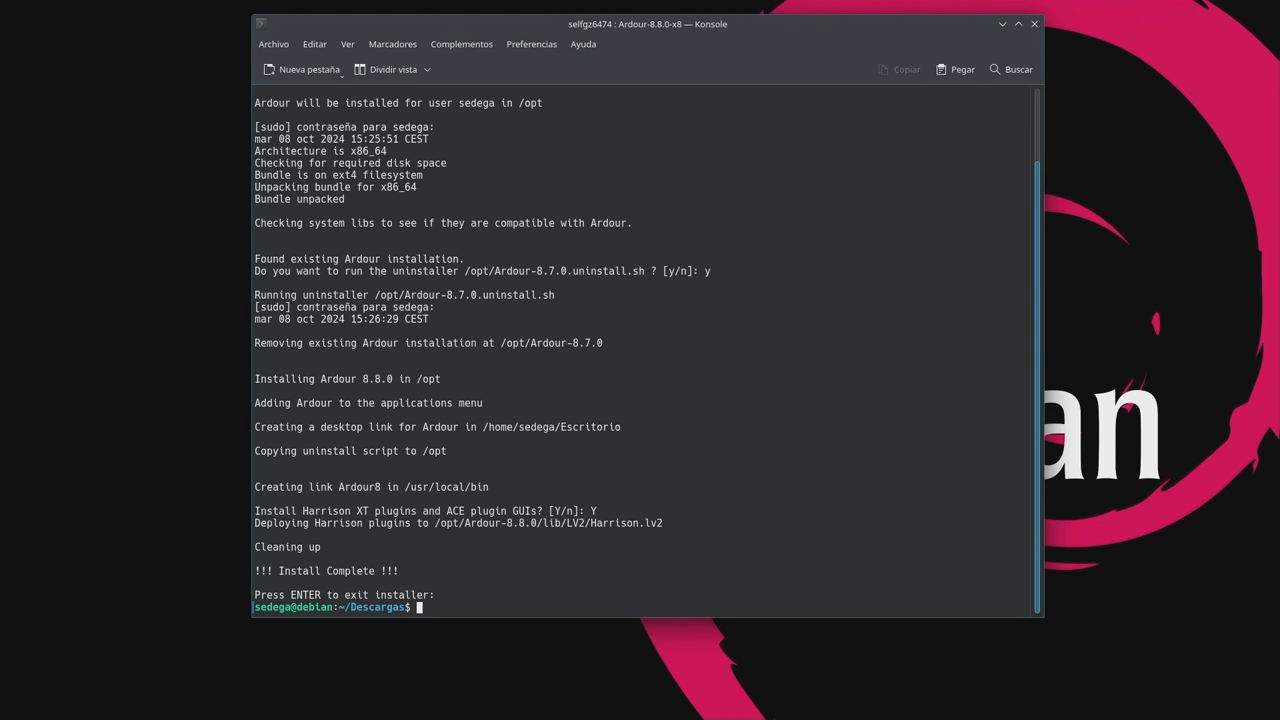 selfgz6474 : Ardour-8.8.0-x8 — Konsole
Archivo Editar Ver Marcadores Complementos Preferencias Ayuda
Nueva pestaña Dividir vista Copiar Pegar Buscar
Ardour will be installed for user sedega in /opt
[sudo] contraseña para sedega:
mar 08 oct 2024 15:25:51 CEST
Architecture is x86_64
Checking for required disk space
Bundle is on ext4 filesystem
Unpacking bundle for x86_64
Bundle unpacked
Checking system libs to see if they are compatible with Ardour.
Found existing Ardour installation.
Do you want to run the uninstaller /opt/Ardour-8.7.0.uninstall.sh ? [y/n]: y
Running uninstaller /opt/Ardour-8.7.0.uninstall.sh
[sudo] contraseña para sedega:
mar 08 oct 2024 15:26:29 CEST
Removing existing Ardour installation at /opt/Ardour-8.7.0
Installing Ardour 8.8.0 in /opt
Adding Ardour to the applications menu
Creating a desktop link for Ardour in /home/sedega/Escritorio
Copying uninstall script to /opt
Creating link Ardour8 in /usr/local/bin
Install Harrison XT plugins and ACE plugin GUIs? [Y/n]: Y
Deploying Harrison plugins to /opt/Ardour-8.8.0/lib/LV2/Harrison.lv2
Cleaning up
!!! Install Complete !!!
Press ENTER to exit installer:
sedega@debian:~/Descargas$
an